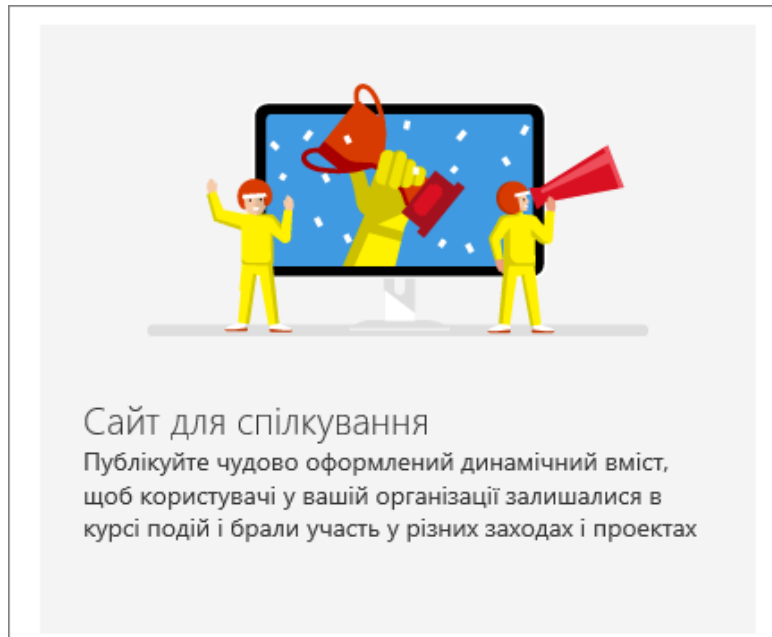 Сайт для спілкування
Публікуйте чудово оформлений динамічний вміст,
щоб користувачі у вашій організації залишалися в
курсі подій і брали участь у різних заходах і проектах